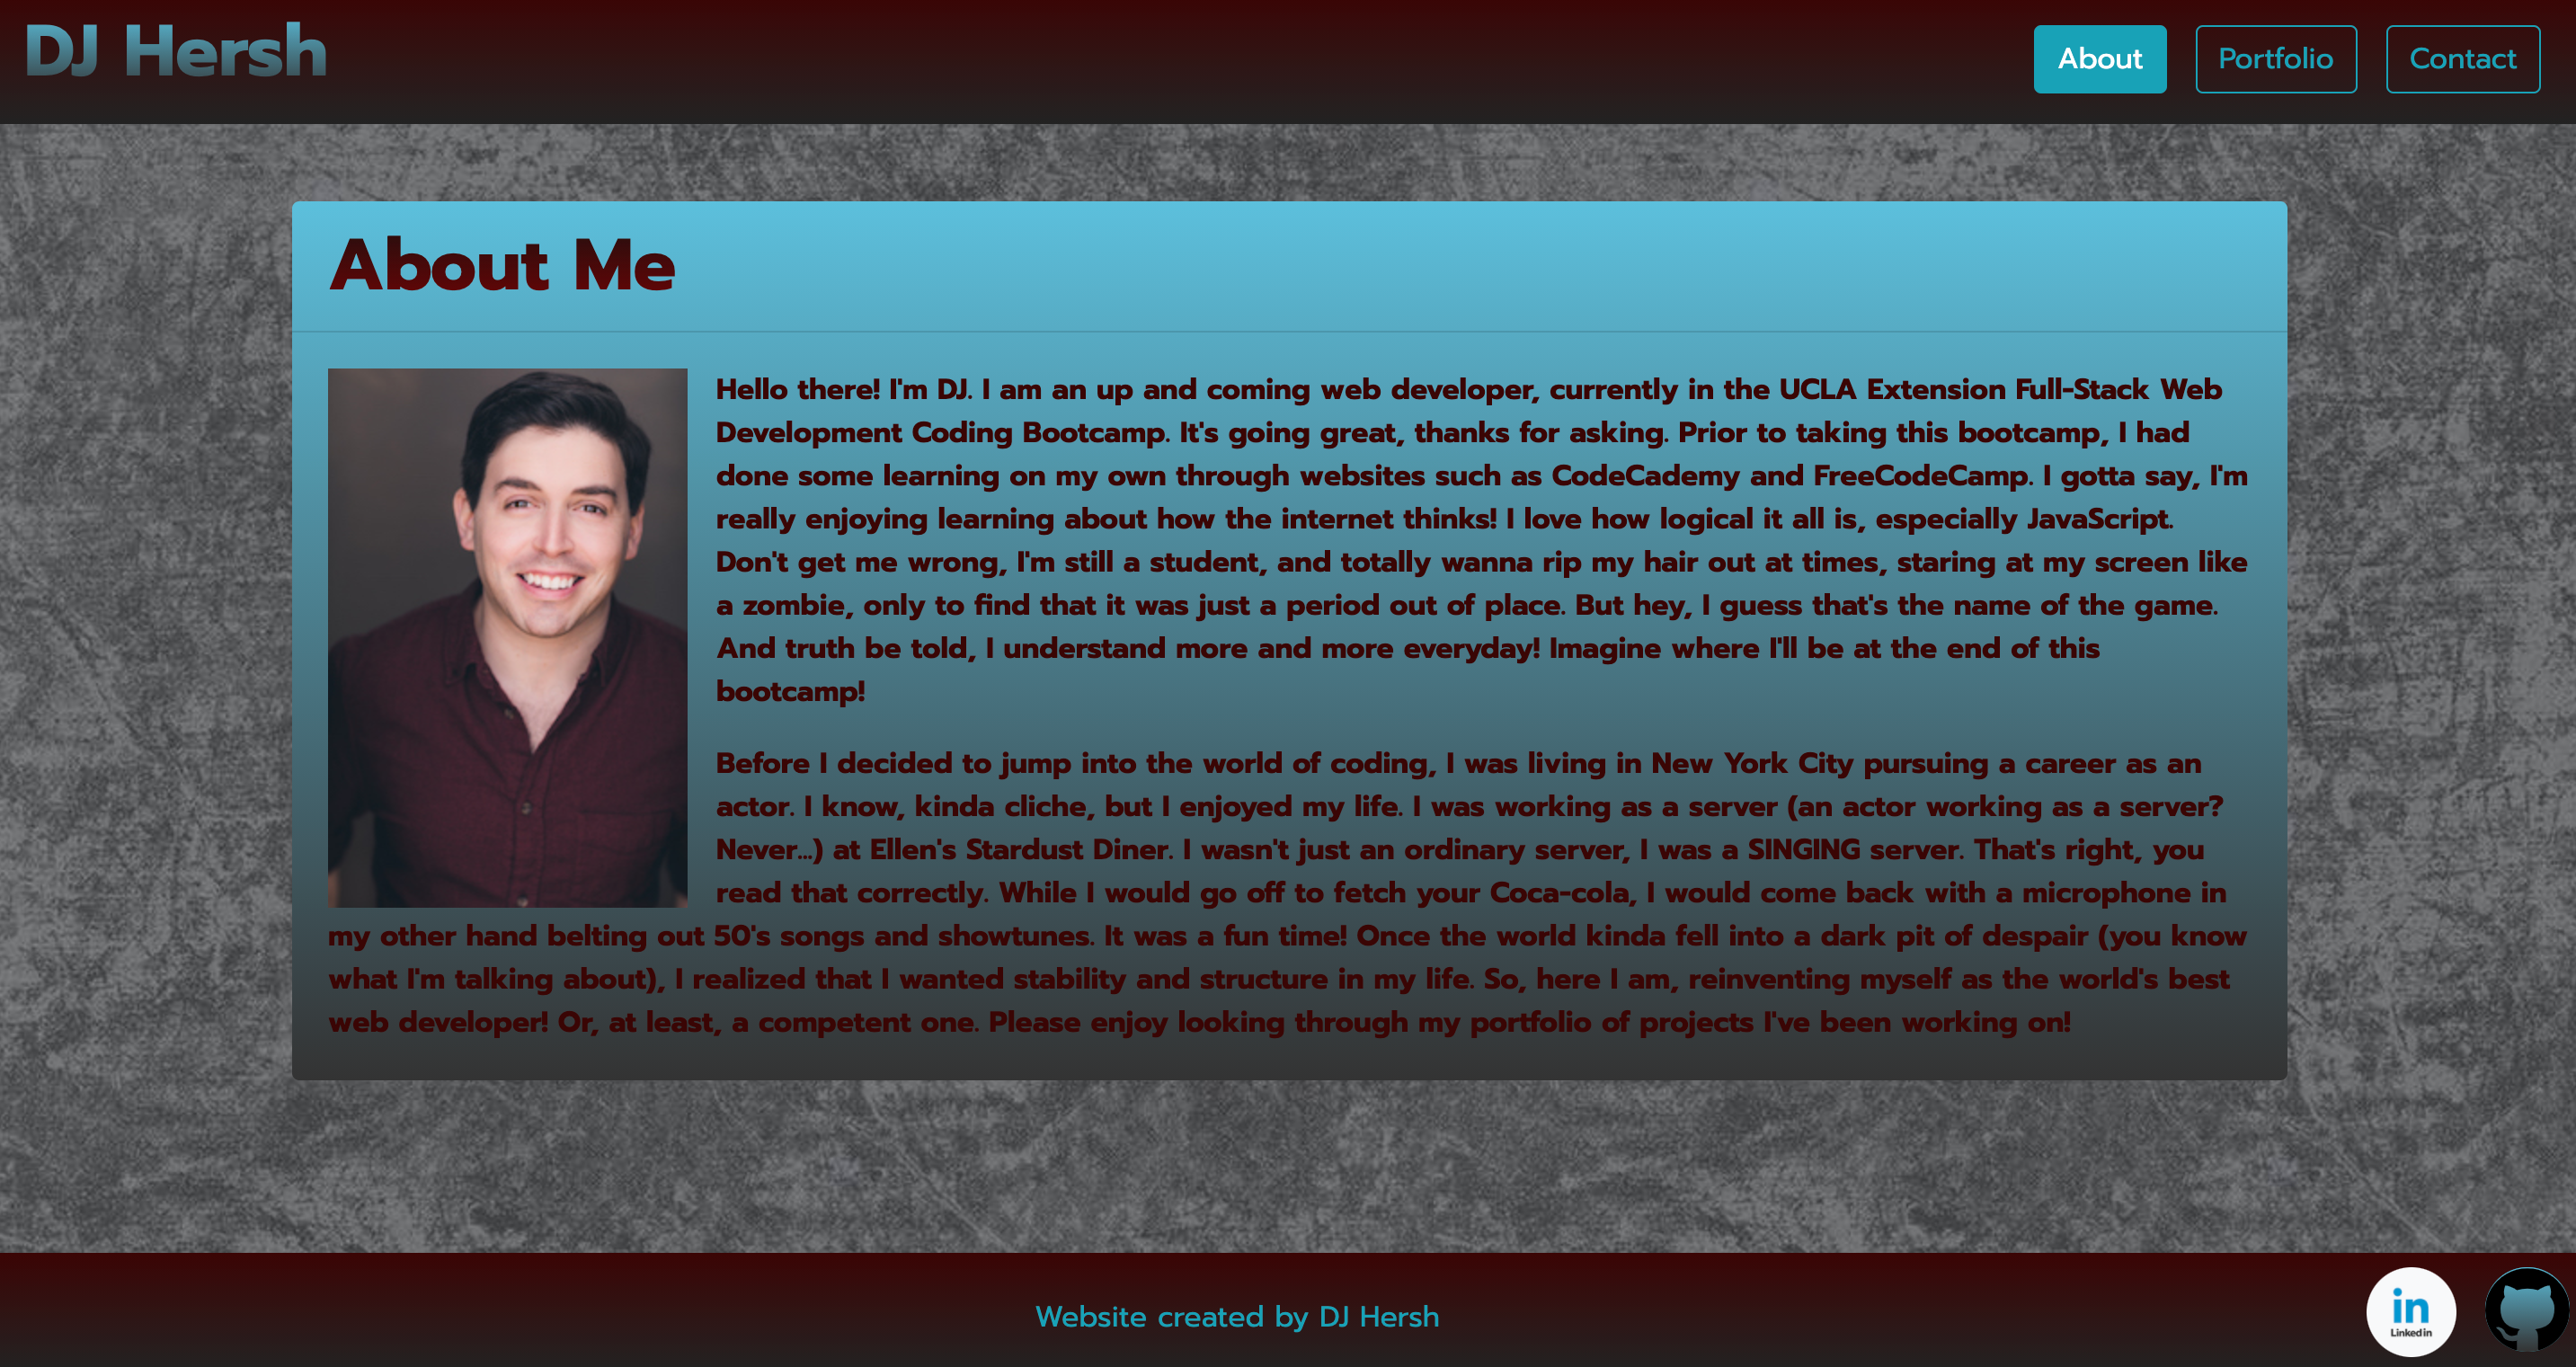 DJ Hersh
About
Portfolio
Contact
About Me
Hello there! I'm DJ. I am an up and coming web developer, currently in the UCLA Extension Full-Stack Web
Development Coding Bootcamp. It's going great, thanks for asking. Prior to taking this bootcamp, I had
done some learning on my own through websites such as CodeCademy and FreeCodeCamp. I gotta say, I'm
really enjoying learning about how the internet thinks! I love how logical it all is, especially JavaScript.
Don't get me wrong, I'm still a student, and totally wanna rip my hair out at times, staring at my screen like
a zombie, only to find that it was just a period out of place. But hey, I guess that's the name of the game.
And truth be told, I understand more and more everyday! Imagine where I'll be at the end of this
bootcamp!
Before I decided to jump into the world of coding, I was living in New York City pursuing a career as an
actor. I know, kinda cliche, but I enjoyed my life. I was working as a server (an actor working as a server?
Never...) at Ellen's Stardust Diner. I wasn't just an ordinary server, I was a SINGING server. That's right, you
read that correctly. While I would go off to fetch your Coca-cola, I would come back with a microphone in
my other hand belting out 50's songs and showtunes. It was a fun time! Once the world kinda fell into a dark pit of despair (you know
what I'm talking about), I realized that I wanted stability and structure in my life. So, here I am, reinventing myself as the world's best
web developer! Or, at least, a competent one. Please enjoy looking through my portfolio of projects I've been working on!
Website created by DJ Hersh
in
Linked in